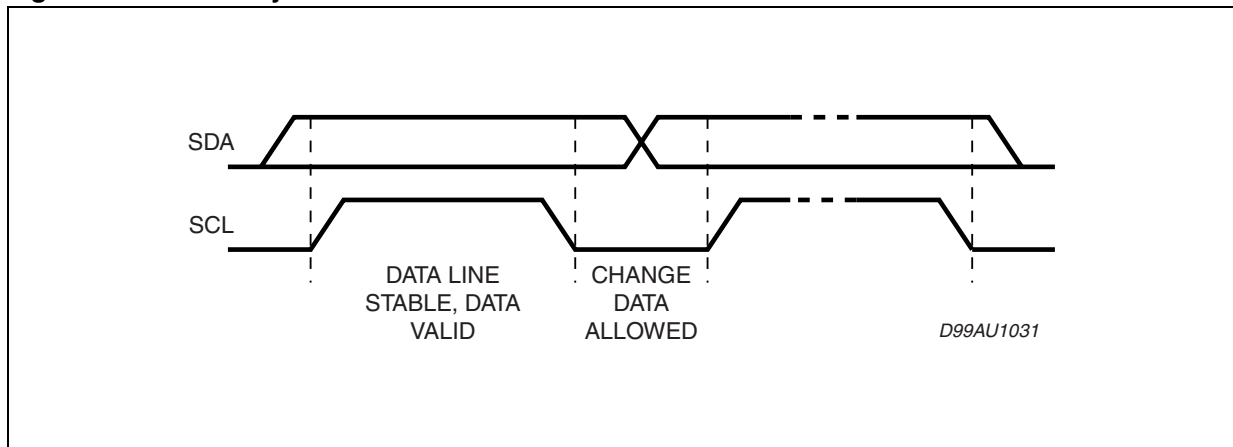 SDA
SCL
DATA LINE
STABLE, DATA
VALID
CHANGE
DATA
ALLOWED
D99AU1031